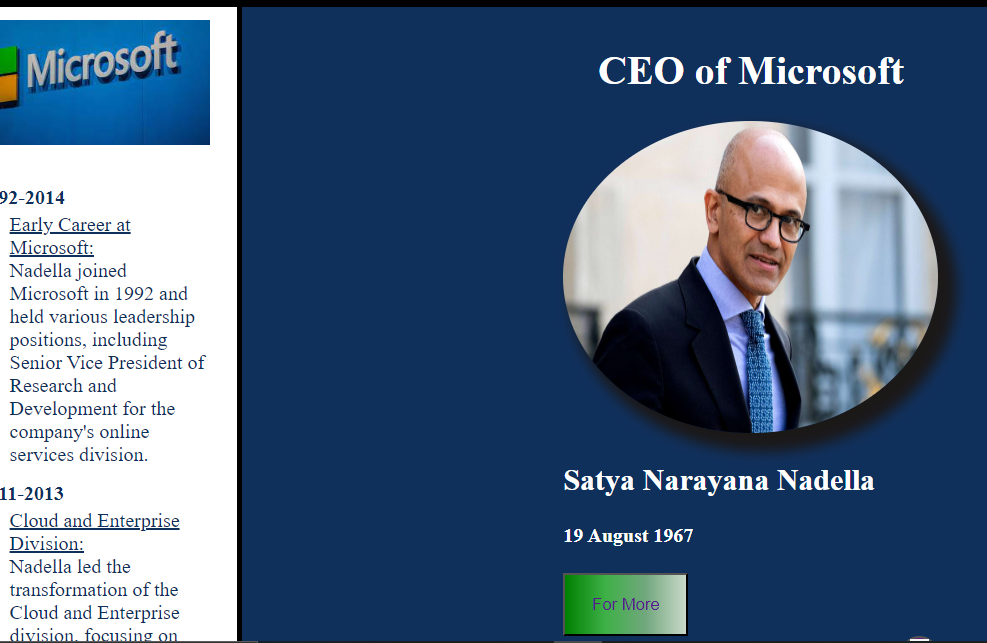 Microsoft
92-2014
Early Career at
Microsoft:
Nadella joined
Microsoft in 1992 and
held various leadership
positions, including
Senior Vice President of
Research and
Development for the
company's online
services division.
11-2013
Cloud and Enterprise
Division:
Nadella led the
transformation of the
Cloud and Enterprise
division, focusing on
CEO of Microsoft
Satya Narayana Nadella
19 August 1967
For More